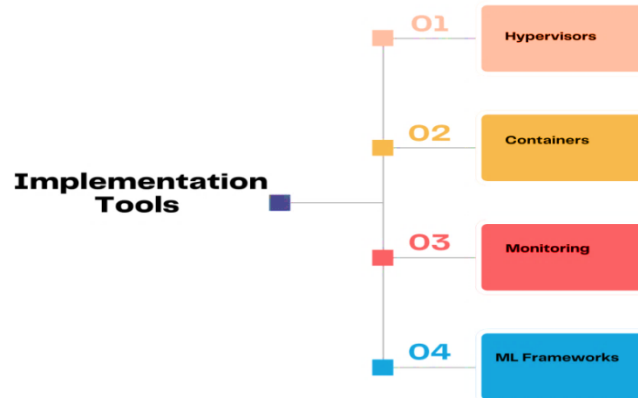 Implementation
Tools
01
Hypervisors
02
Containers
03
Monitoring
04
ML Frameworks